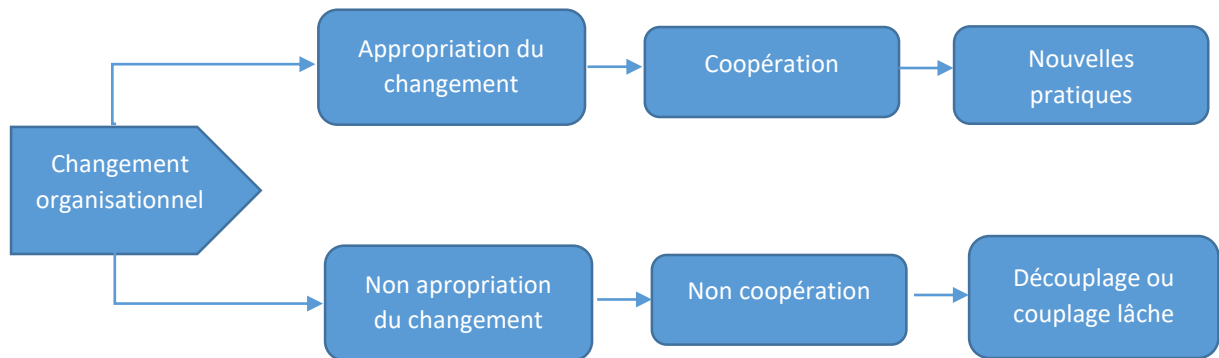 Appropriation du
changement
Coopération
Nouvelles
pratiques
Changement
organisationnel
Non apropriation
du changement
Non coopération
Découplage ou
couplage lâche